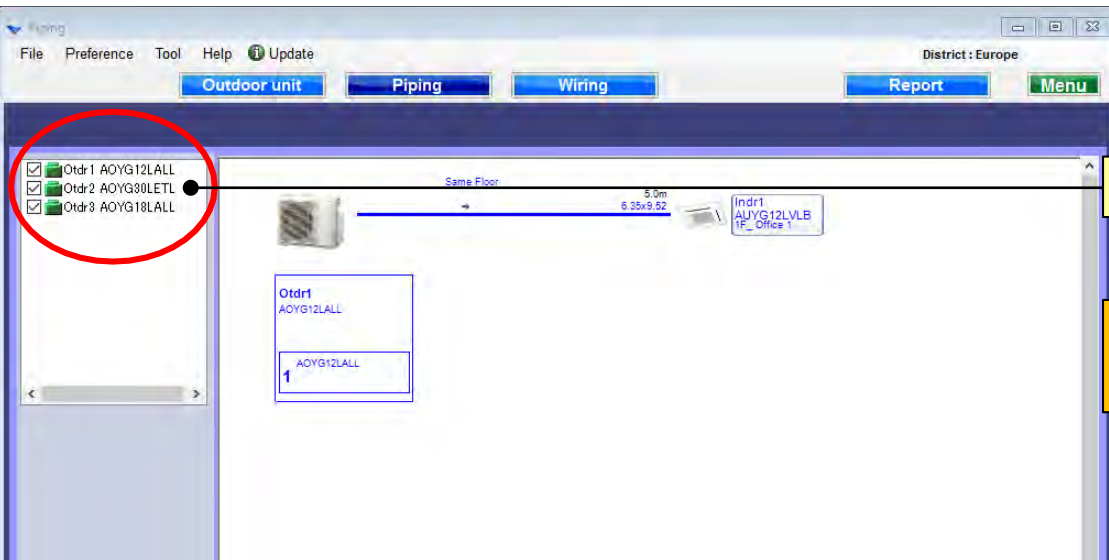 Piping
File Preference Tool Help Update
District : Europe
Outdoor unit Piping Wiring Report Menu
Otdr1 AOYG12LALL
Otdr2 AOYG30LETL
Otdr3 AOYG18LALL
Same Floor
5.0m
6.35x9.52
Indr1
AUYG12LVLB
1F_ Office 1
Otdr1
AOYG12LALL
AOYG12LALL
1